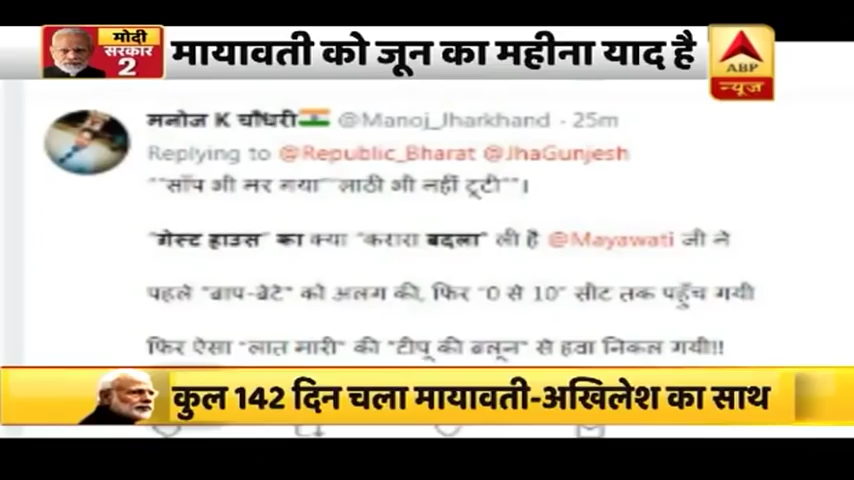 मोदी
सरकार
2
मायावती को जून का महीना याद है
ABP
न्यूज़
मनोज K चौधरी @Manoj_Jharkhand · 25m
Replying to @Republic_Bharat @JhaGunjesh
""साँप भी मर गया""लाठी भी नहीं टूटी""।
"गेस्ट हाउस" का क्या "करारा बदला" ली है @Mayawati जी ने
पहले "बाप-बेटे" को अलग की, फिर "0 से 10" सीट तक पहुँच गयी
फिर ऐसा "लात मारी" की "टीपू की बलून" से हवा निकल गयी!!
कुल 142 दिन चला मायावती-अखिलेश का साथ